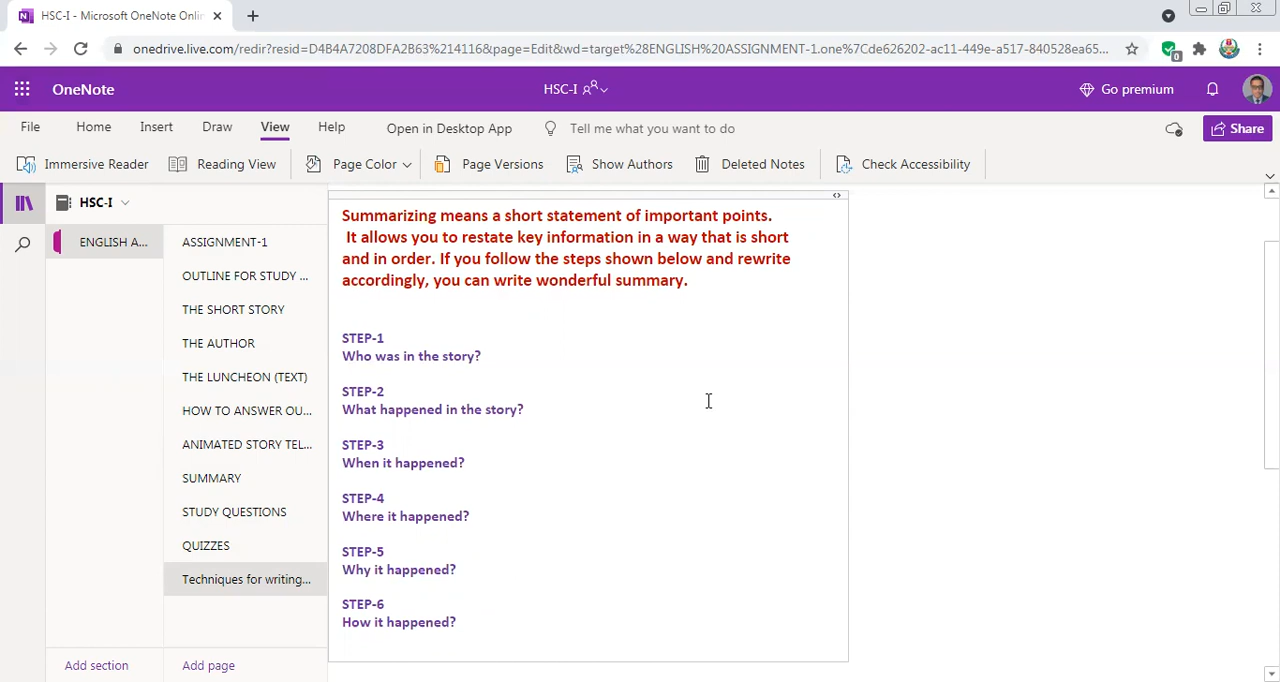 HSC-I - Microsoft OneNote Onlin
onedrive.live.com/redir?resid=D4B4A7208DFA2B63%214116&page=Edit&wd=target%28ENGLISH%20ASSIGNMENT-1.one%7Cde626202-ac11-449e-a517-840528ea65...
0
OneNote
HSC-I
Go premium
File Home Insert Draw View Help Open in Desktop App Tell me what you want to do Share
Immersive Reader Reading View Page Color Page Versions Show Authors Deleted Notes Check Accessibility
HSC-I
ENGLISH A...
ASSIGNMENT-1
OUTLINE FOR STUDY ...
THE SHORT STORY
THE AUTHOR
THE LUNCHEON (TEXT)
HOW TO ANSWER OU...
ANIMATED STORY TEL...
SUMMARY
STUDY QUESTIONS
QUIZZES
Techniques for writing...
Add section
Add page
Summarizing means a short statement of important points.
It allows you to restate key information in a way that is short
and in order. If you follow the steps shown below and rewrite
accordingly, you can write wonderful summary.
STEP-1
Who was in the story?
STEP-2
What happened in the story?
STEP-3
When it happened?
STEP-4
Where it happened?
STEP-5
Why it happened?
STEP-6
How it happened?